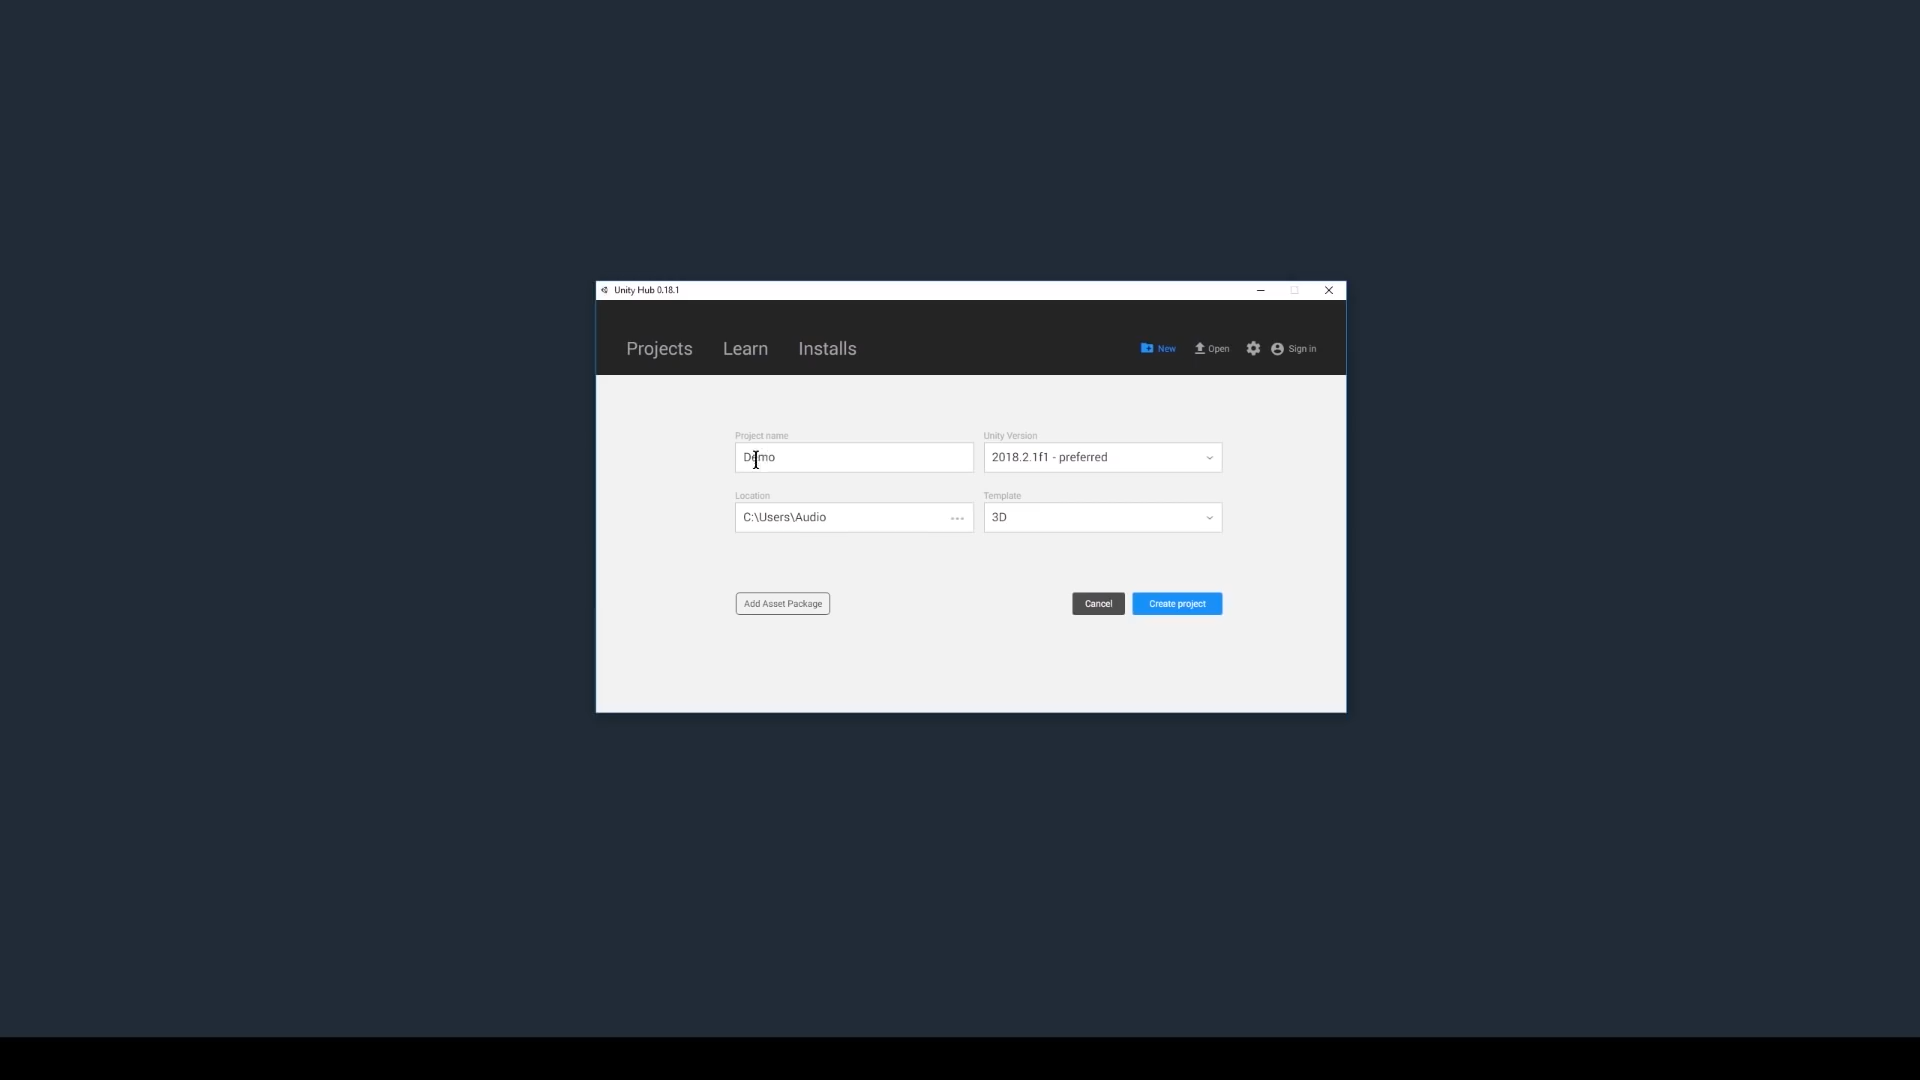 Unity Hub 0.18.1
Projects Learn Installs New Open Sign in
Project name Unity Version
Demo 2018.2.1f1 - preferred
Location Template
C:\Users\Audio ... 3D
Add Asset Package Cancel Create project